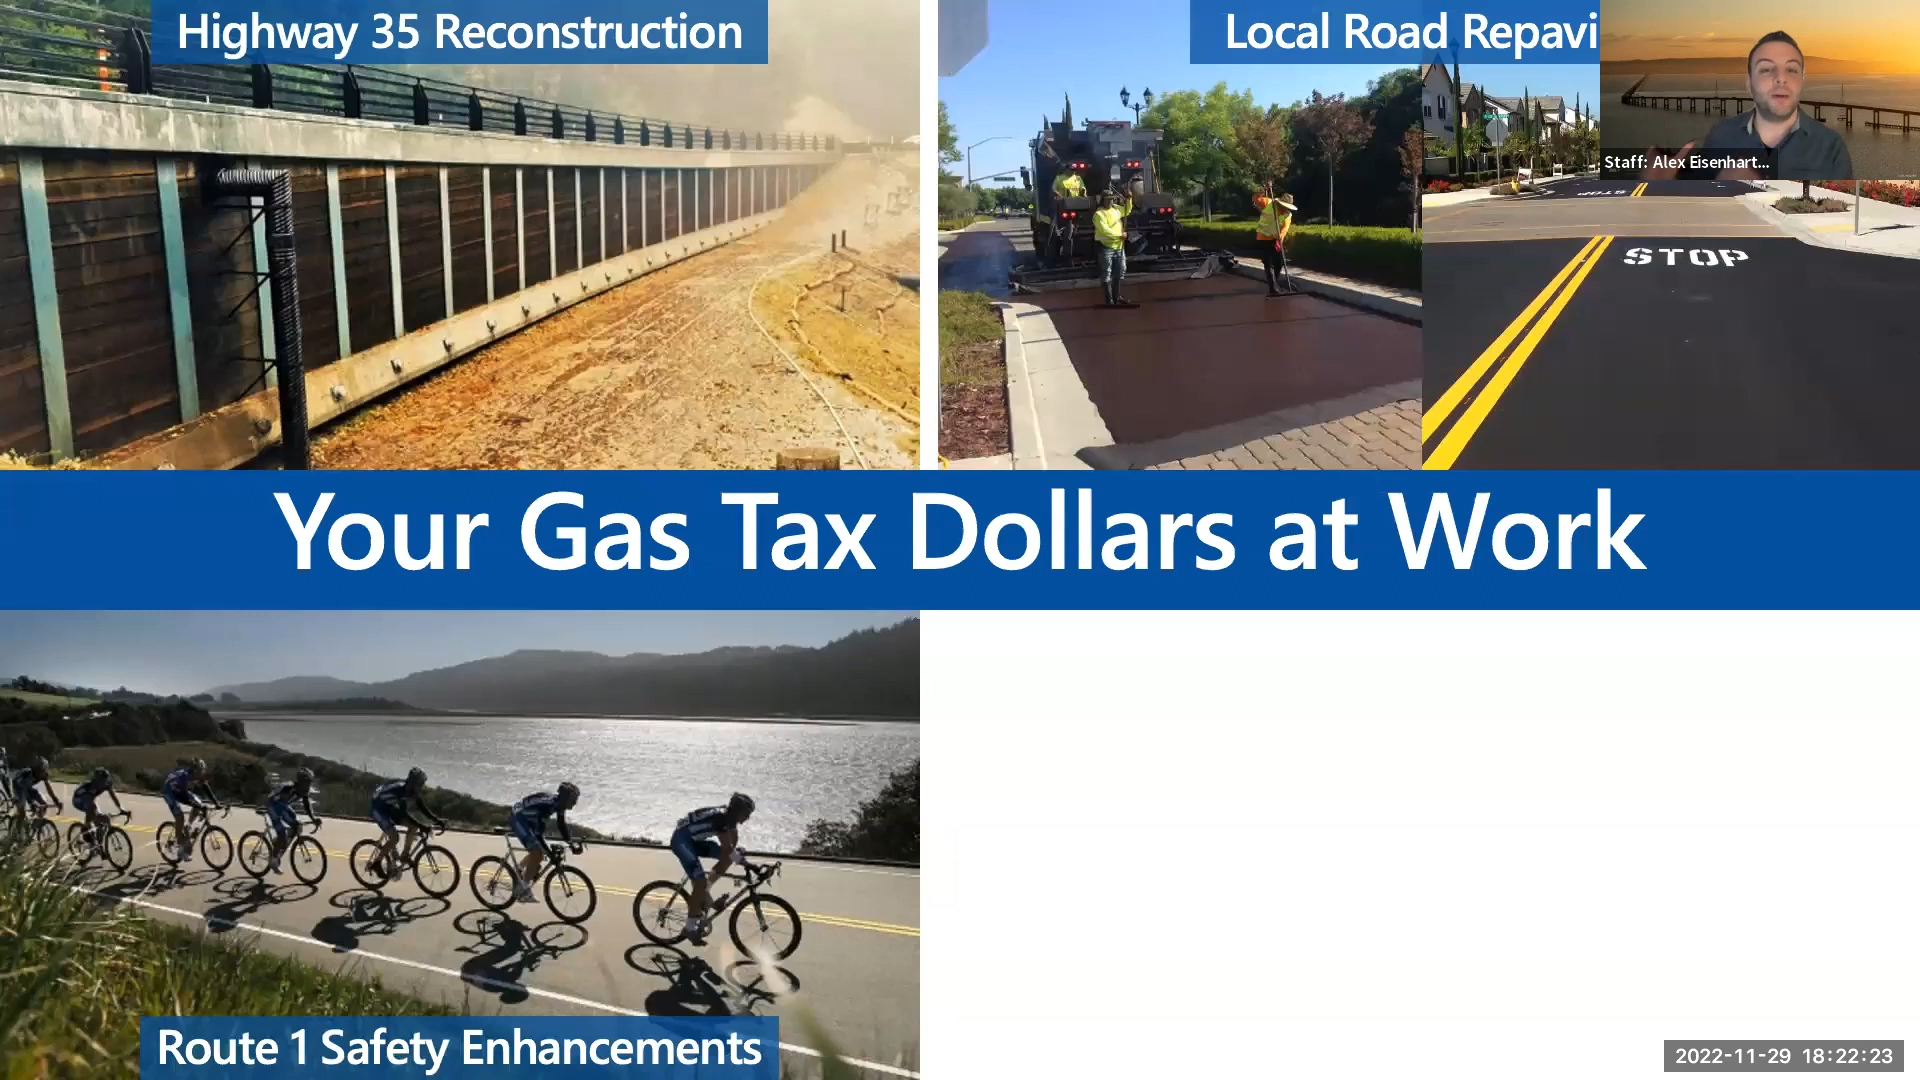 Highway 35 Reconstruction
Local Road Repavi
Staff: Alex Eisenhart...
STOP
STOP
Your Gas Tax Dollars at Work
Route 1 Safety Enhancements
2022-11-29 18:22:23